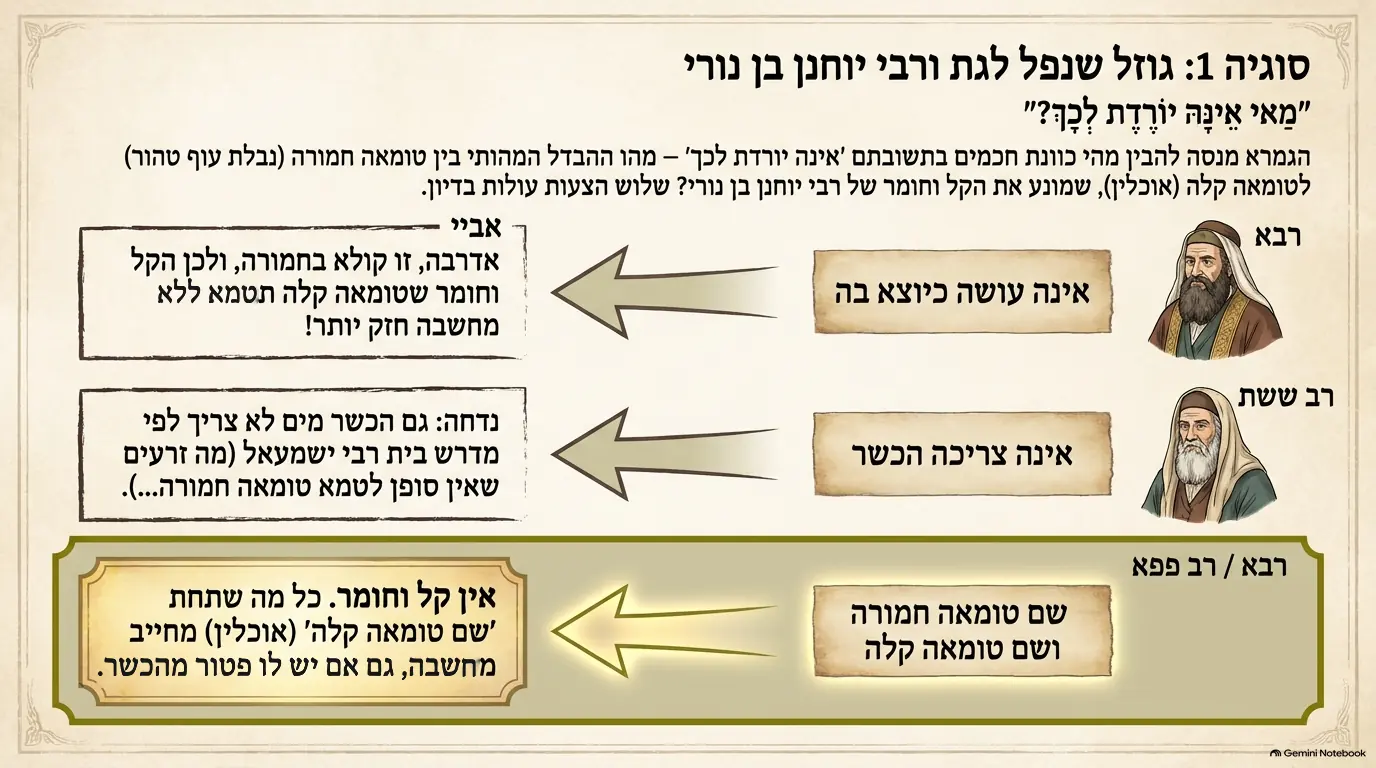 סוגיה 1: גוזל שנפל לגת ורבי יוחנן בן נורי
"מַאי אֵינָהּ יוֹרֶדֶת לְכָךְ?"
הגמרא מנסה להבין מהי כוונת חכמים בתשובתם 'אינה יורדת לכך' – מהו ההבדל המהותי בין טומאה חמורה (נבלת עוף טהור)
לטומאה קלה (אוכלין), שמונע את הקל וחומר של רבי יוחנן בן נורי? שלוש הצעות עולות בדיון.
רבא
אינה עושה כיוצא בה
אביי
אדרבה, זו קולא בחמורה, ולכן הקל
וחומר שטומאה קלה תטמא ללא
מחשבה חזק יותר!
רב ששת
אינה צריכה הכשר
נדחה: גם הכשר מים לא צריך לפי
מדרש בית רבי ישמעאל (מה זרעים
שאין סופן לטמא טומאה חמורה...).
רבא / רב פפא
שם טומאה חמורה
ושם טומאה קלה
אין קל וחומר. כל מה שתחת
'שם טומאה קלה' (אוכלין) מחייב
מחשבה, גם אם יש לו פטור מהכשר.
Gemini Notebook